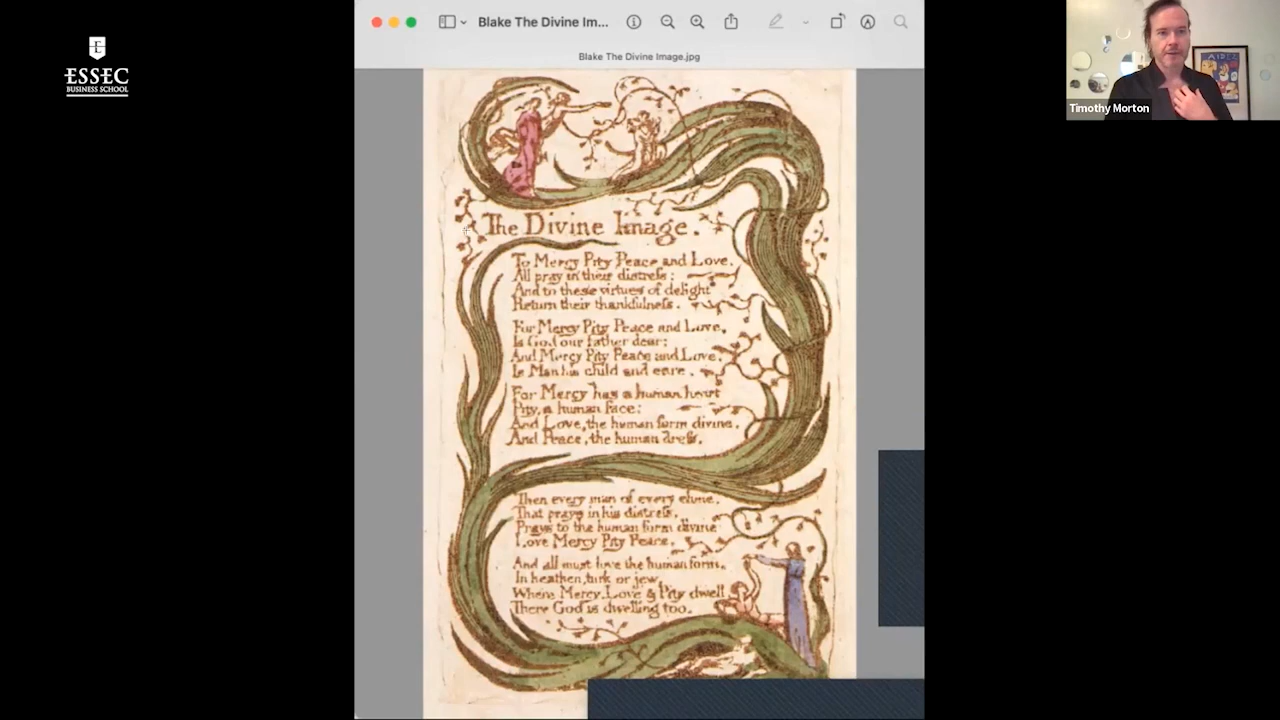 ESSEC
BUSINESS SCHOOL
Blake The Divine Im...
Blake The Divine Image.jpg
Timothy Morton
The Divine Image.
To Mercy Pity Peace and Love,
All pray in their distress:
And to these virtues of delight
Return their thankfulness.
For Mercy Pity Peace and Love,
Is God our father dear:
And Mercy Pity Peace and Love,
Is Man his child and care.
For Mercy has a human heart
Pity, a human face:
And Love, the human form divine,
And Peace, the human dress.
Then every man of every clime,
That prays in his distress,
Prays to the human form divine
Love Mercy Pity Peace.
And all must love the human form,
In heathen, turk or jew,
Where Mercy, Love & Pity dwell
There God is dwelling too.